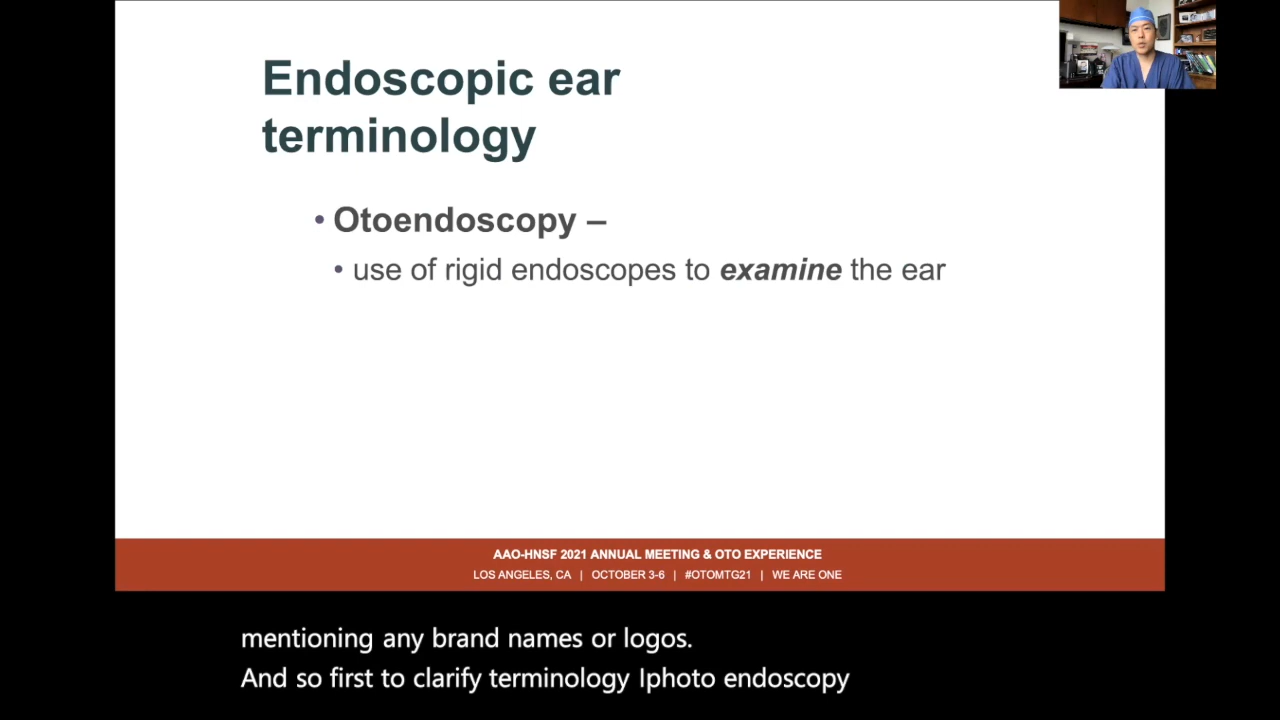 Endoscopic ear
terminology
• Otoendoscopy –
• use of rigid endoscopes to examine the ear
AAO-HNSF 2021 ANNUAL MEETING & OTO EXPERIENCE
LOS ANGELES, CA | OCTOBER 3-6 | #OTOMTG21 | WE ARE ONE
mentioning any brand names or logos.
And so first to clarify terminology Iphoto endoscopy